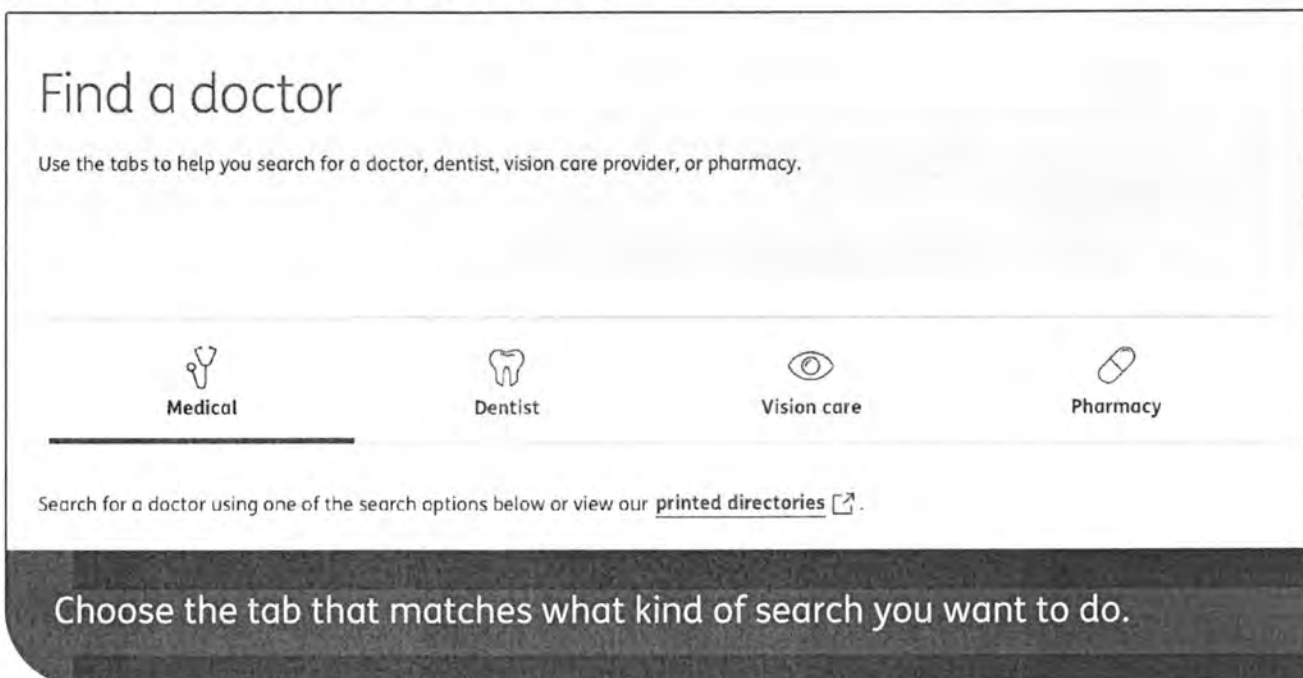 Find a doctor
Use the tabs to help you search for a doctor, dentist, vision care provider, or pharmacy.
Medical
Dentist
Vision care
Pharmacy
Search for a doctor using one of the search options below or view our printed directories.
Choose the tab that matches what kind of search you want to do.